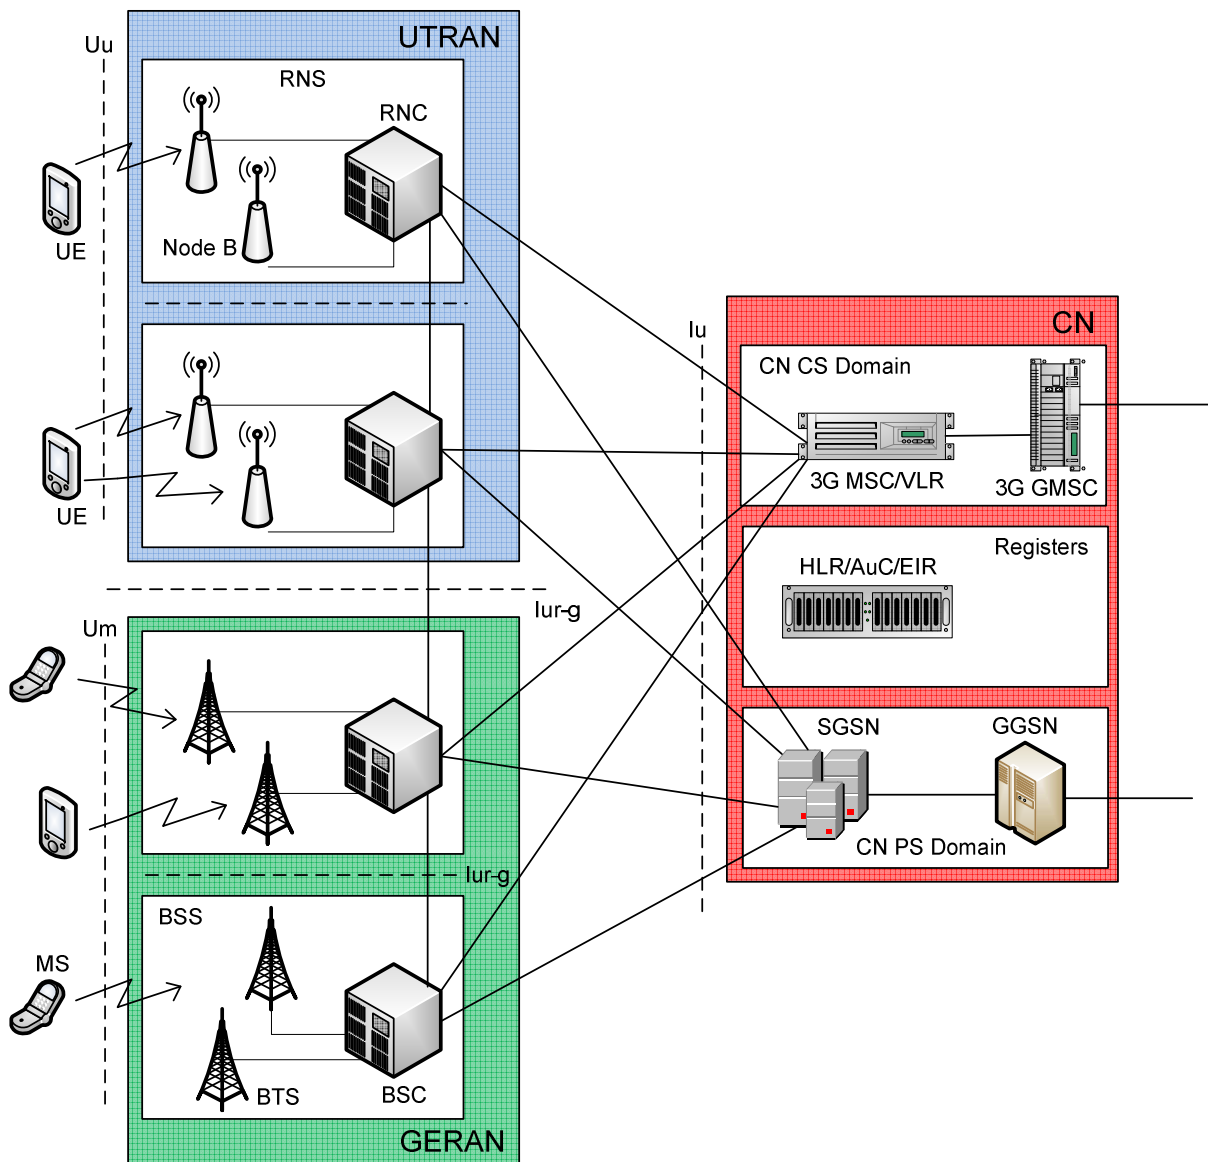 UTRAN
Uu
RNS
RNC
UE
Node B
UE
Iu
CN
CN CS Domain
3G MSC/VLR
3G GMSC
Registers
HLR/AuC/EIR
Iur-g
Um
SGSN
GGSN
CN PS Domain
Iur-g
BSS
MS
BTS
BSC
GERAN